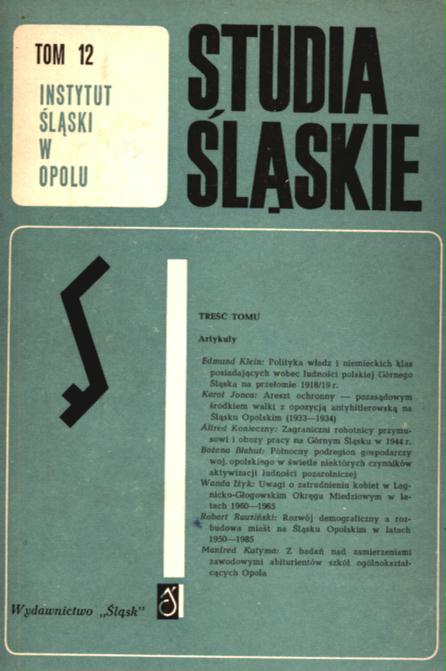 TOM 12
INSTYTUT
ŚLĄSKI
W
OPOLU
STUDIA
ŚLĄSKIE
TREŚĆ TOMU
Artykuły
Edmund Klein: Polityka władz i niemieckich klas
posiadających wobec ludności polskiej Górnego
Śląska na przełomie 1918/19 r.
Karol Jonca: Areszt ochronny — pozasądowym
środkiem walki z opozycją antyhitlerowską na
Śląsku Opolskim (1933—1934)
Alfred Konieczny: Zagraniczni robotnicy przymu-
sowi i obozy pracy na Górnym Śląsku w 1944 r.
Bożena Błahut: Północny podregion gospodarczy
woj. opolskiego w świetle niektórych czynników
aktywizacji ludności pozarolniczej
Wanda Iżyk: Uwagi o zatrudnieniu kobiet w Leg-
nicko-Głogowskim Okręgu Miedziowym w la-
tach 1960—1965
Robert Rauziński: Rozwój demograficzny a roz-
budowa miast na Śląsku Opolskim w latach
1950—1985
Manfred Kutyma: Z badań nad zamierzeniami
zawodowymi abiturientów szkół ogólnokształ-
cących Opola
Wydawnictwo „Śląsk”